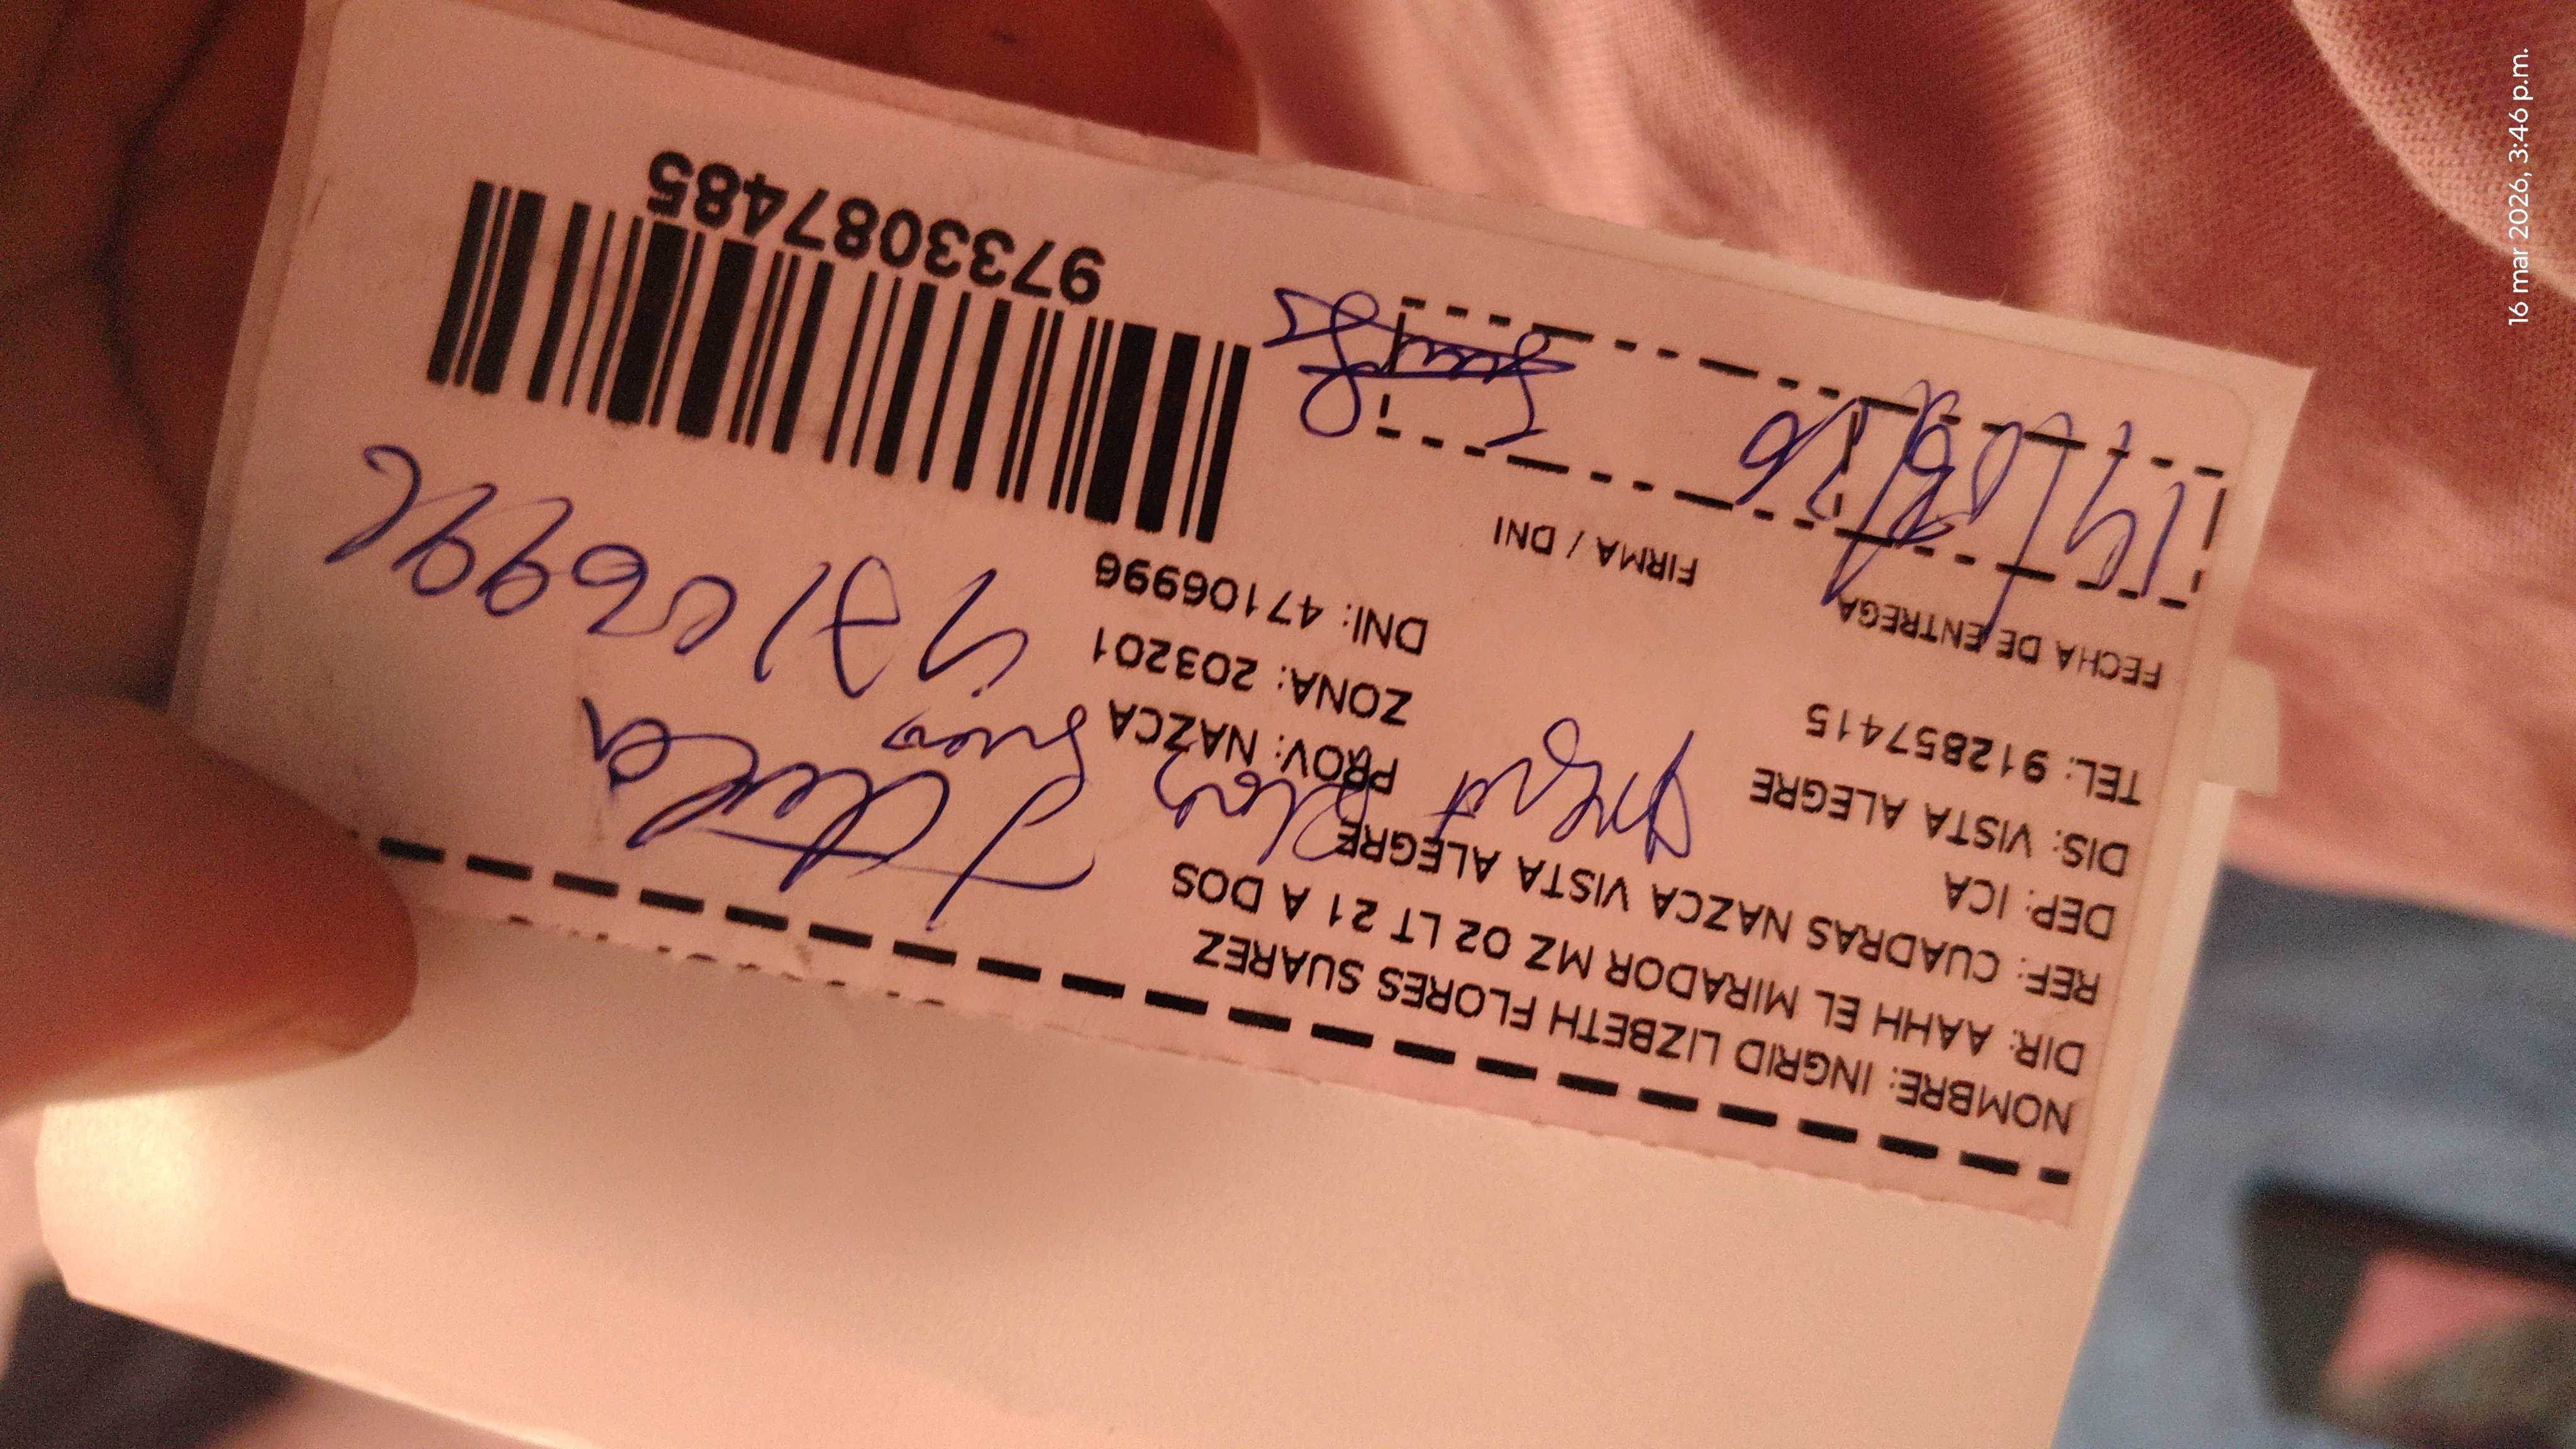 NOMBRE: INGRID LIZBETH FLORES SUAREZ
DIR: AAHH EL MIRADOR MZ 02 LT 21 A DOS
REF: CUADRAS NAZCA VISTA ALEGRE
DEP: ICA
DIS: VISTA ALEGRE PROV: NAZCA
TEL: 912857415 ZONA: 203201
DNI: 47106996
FECHA DE ENTREGA FIRMA / DNI
Titular
9733087485
16 mar 2026, 3:46 p.m.